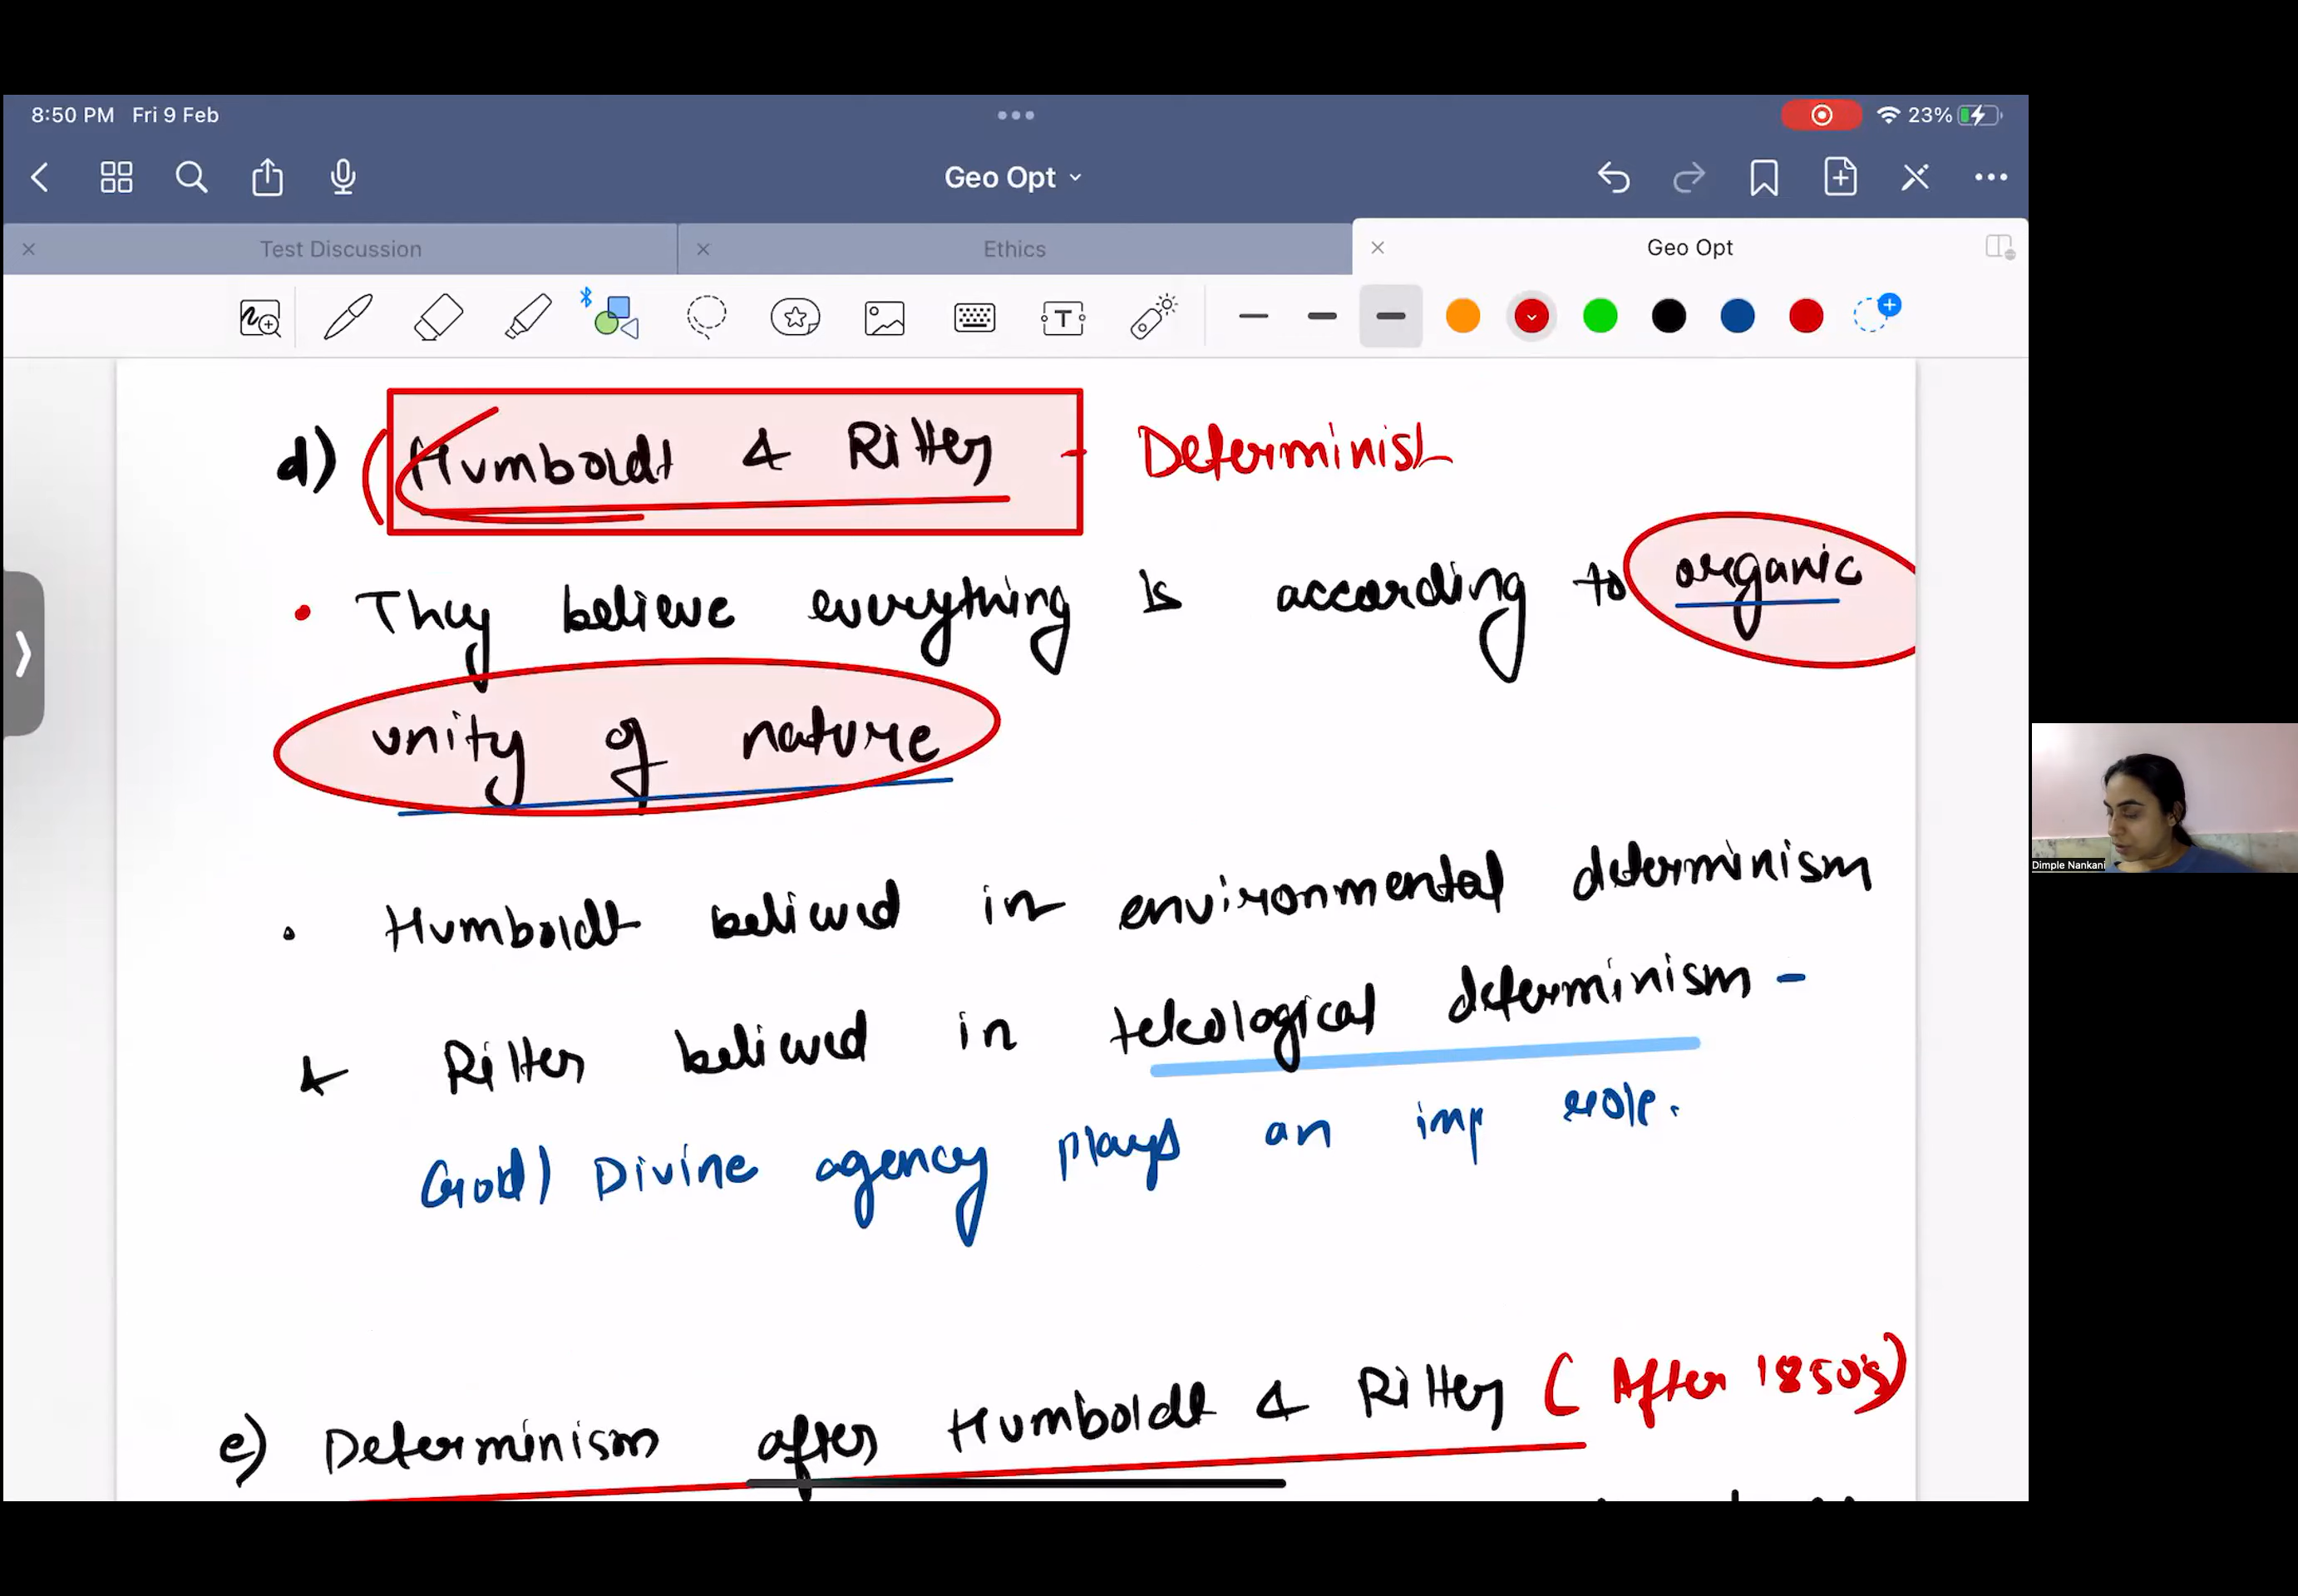 8:50 PM Fri 9 Feb
23%
Geo Opt
Test Discussion
Ethics
Geo Opt
T
d) (Humboldt & Ritter - Determinist
• They believe everything is according to organic
unity of nature
• Humboldt believed in environmental determinism
& Ritter believed in teleological determinism -
(God) Divine agency plays an imp role.
e) Determinism after Humboldt & Ritter (After 1850s)
Dimple Nankani